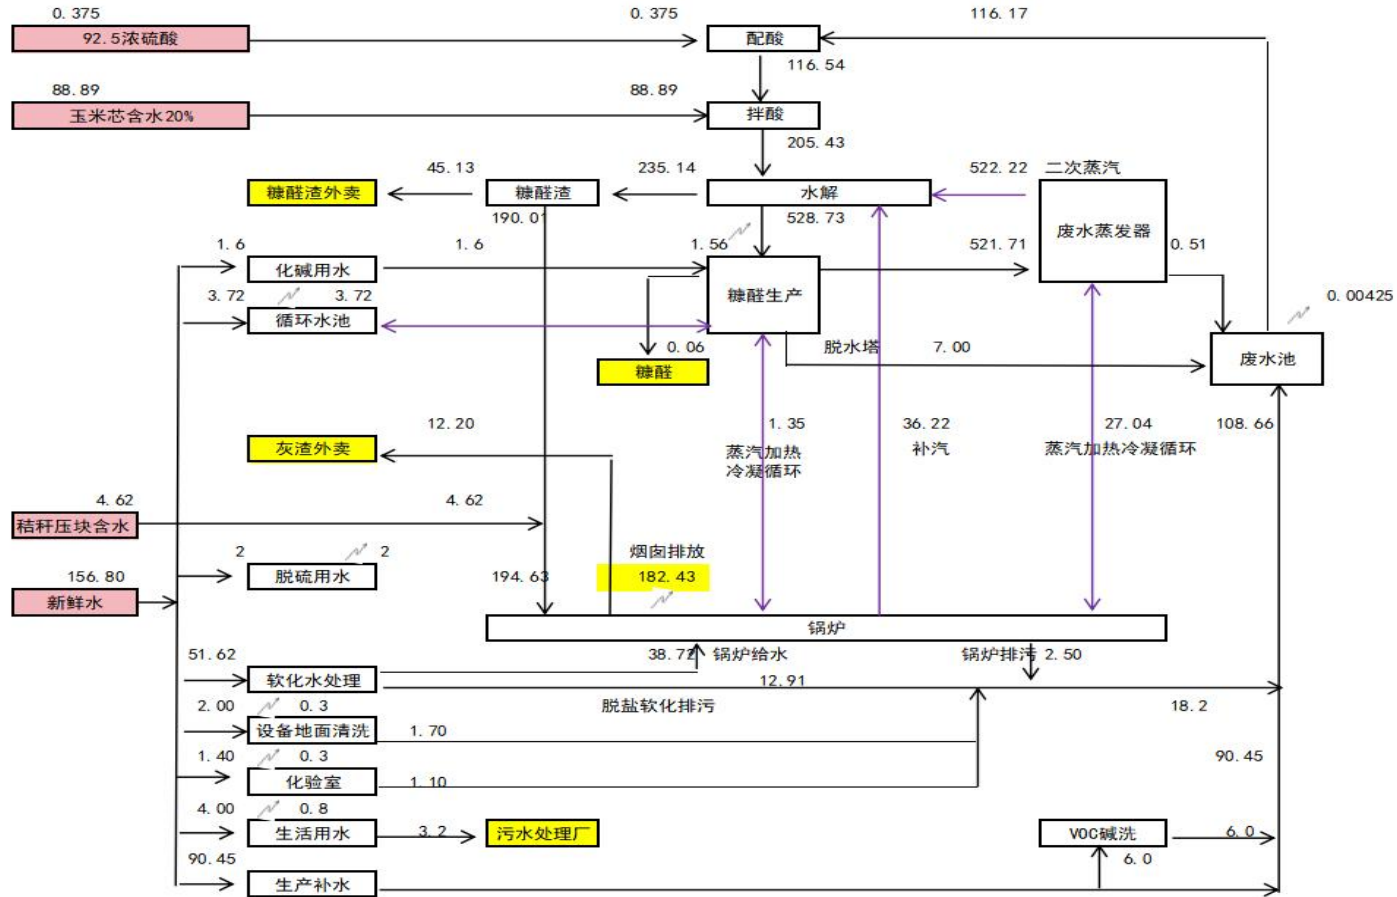 0.375
0.375
116.17
92.5浓硫酸
配酸
116.54
88.89
88.89
玉米芯含水20%
拌酸
205.43
45.13
235.14
522.22
二次蒸汽
糠醛渣外卖
糠醛渣
水解
190.01
528.73
废水蒸发器
1.6
1.6
1.56
521.71
0.51
化碱用水
糠醛生产
3.72
3.72
0.00425
循环水池
0.06
脱水塔
7.00
废水池
糠醛
12.20
1.35
36.22
27.04
108.66
灰渣外卖
蒸汽加热
冷凝循环
补汽
蒸汽加热冷凝循环
4.62
4.62
秸秆压块含水
2
2
烟囱排放
156.80
脱硫用水
194.63
182.43
新鲜水
锅炉
51.62
38.72
锅炉给水
锅炉排污
2.50
软化水处理
12.91
2.00
0.3
脱盐软化排污
18.2
设备地面清洗
1.70
1.40
0.3
90.45
化验室
1.10
4.00
0.8
生活用水
3.2
污水处理厂
VOC碱洗
6.0
90.45
6.0
生产补水